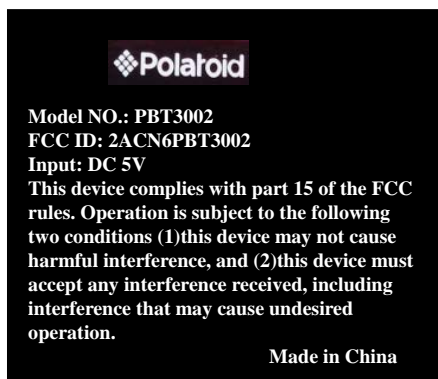 Polaroid
Model NO.: PBT3002
FCC ID: 2ACN6PBT3002
Input: DC 5V
This device complies with part 15 of the FCC
rules. Operation is subject to the following
two conditions (1)this device may not cause
harmful interference, and (2)this device must
accept any interference received, including
interference that may cause undesired
operation.
Made in China